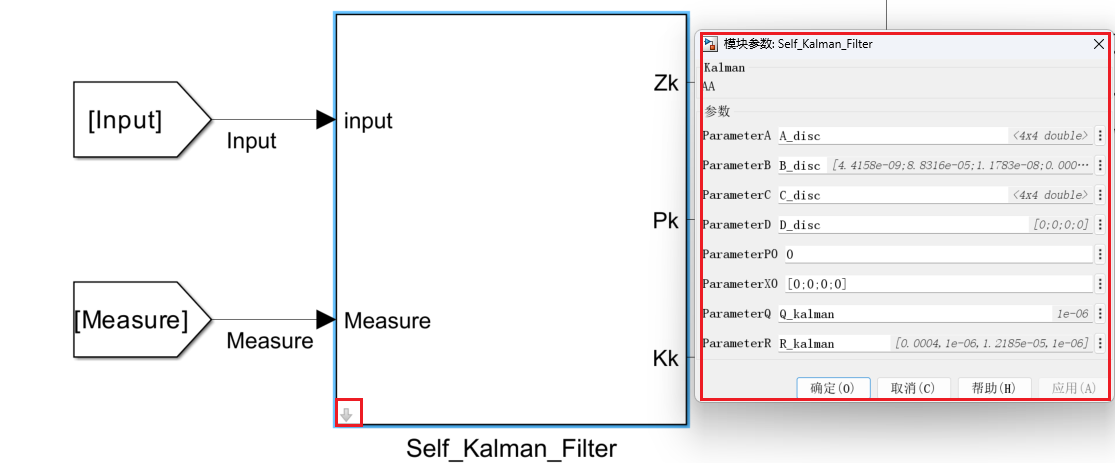 [Input]
Input
[Measure]
Measure
input
Measure
Zk
Pk
Kk
Self_Kalman_Filter
模块参数: Self_Kalman_Filter
Kalman
AA
参数
ParameterA A_disc <4x4 double>
ParameterB B_disc [4.4158e-09;8.8316e-05;1.1783e-08;0.000…
ParameterC C_disc <4x4 double>
ParameterD D_disc [0;0;0;0]
ParameterP0 0
ParameterX0 [0;0;0;0]
ParameterQ Q_kalman 1e-06
ParameterR R_kalman [0.0004,1e-06,1.2185e-05,1e-06]
确定(O) 取消(C) 帮助(H) 应用(A)